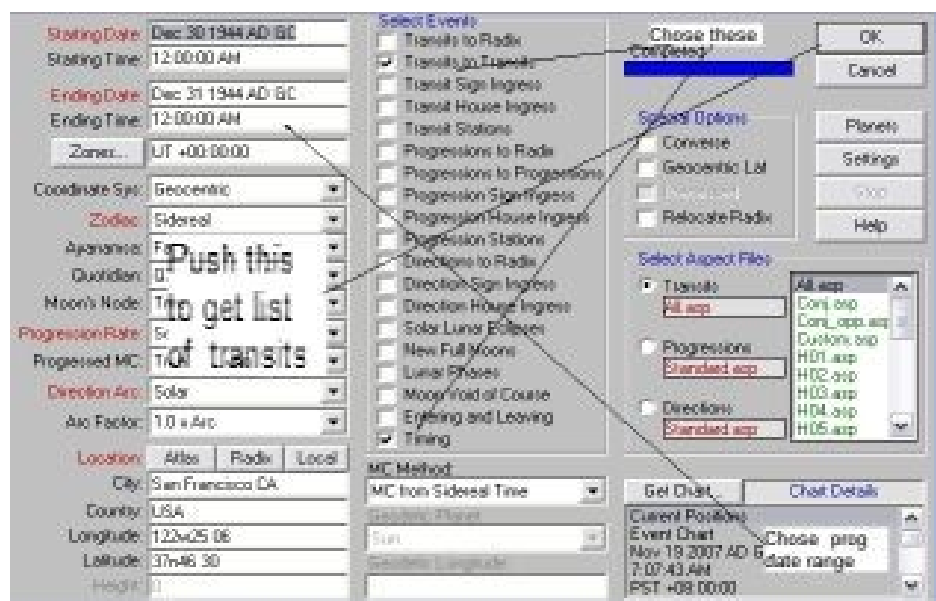 Starting Date: Dec 30 1944 AD GC
Starting Time: 12:00:00 AM
Ending Date: Dec 31 1944 AD GC
Ending Time: 12:00:00 AM
Zones... UT +00:00:00
Coordinate Sys: Geocentric
Zodiac: Sidereal
Ayanamsa:
Quotidian:
Moon's Node:
Progression Rate:
Progressed MC:
Push this
to get list
of transits
Direction Arc: Solar
Arc Factor: 1.0 x Arc
Location: Atlas Radix Local
City: San Francisco CA
Country: USA
Longitude: 122w25 06
Latitude: 37n46 30
Height: 0
Select Events
Transits to Radix
Transits to Transits
Transit Sign Ingress
Transit House Ingress
Transit Stations
Progressions to Radix
Progressions to Progressions
Progression Sign Ingress
Progression House Ingress
Progression Stations
Directions to Radix
Direction Sign Ingress
Direction House Ingress
Solar Lunar Eclipses
New Full Moons
Lunar Phases
Moon Void of Course
Entering and Leaving
Timing
MC Method:
MC from Sidereal Time
Geodetic Planet
Sun
Geodetic Longitude
Chose these
Completed
Special Options
Converse
Geocentric Lat
Relocate Radix
OK
Cancel
Planets
Settings
Stop
Help
Select Aspect Files
Transits
All.asp
Progressions
Standard.asp
Directions
Standard.asp
All.asp
Conj.asp
Conj_opp.asp
Custom.asp
H01.asp
H02.asp
H03.asp
H04.asp
H05.asp
Get Chart... Chart Details
Current Positions
Event Chart
Nov 19 2007 AD G
7:07:43 AM
PST +08:00:00
Chose prog
date range